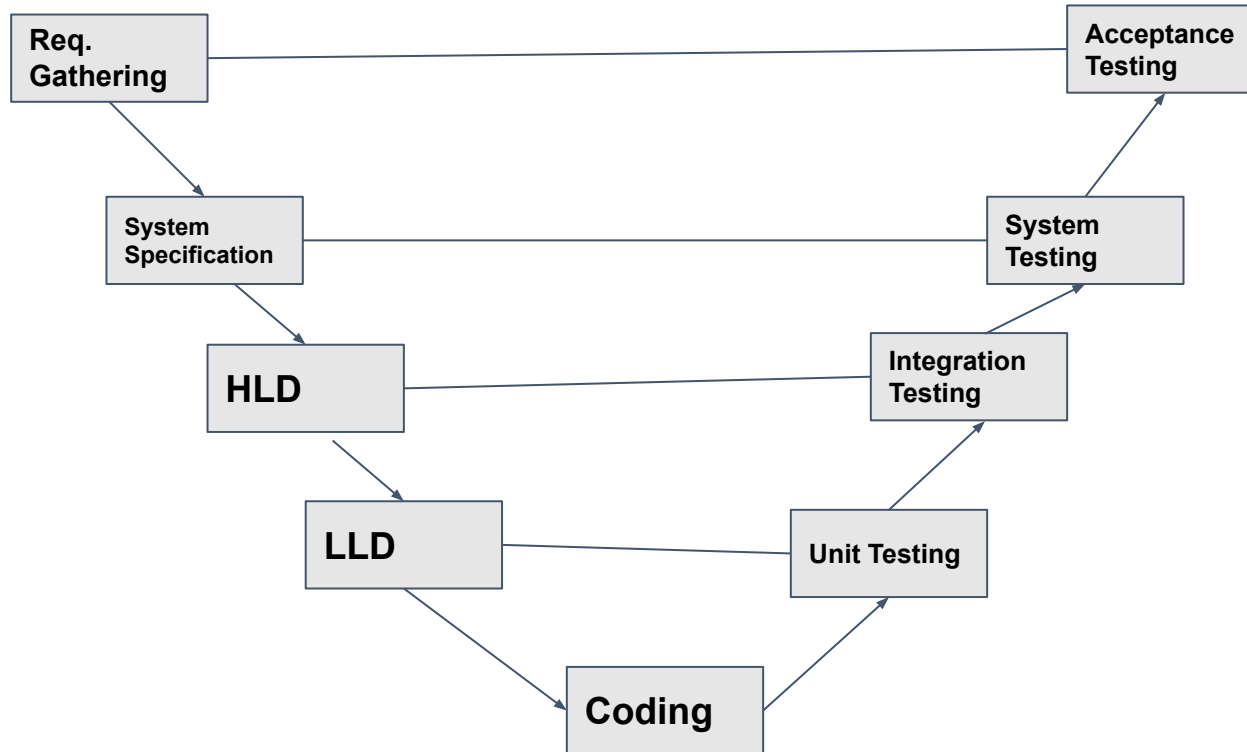 Req.
Gathering
Acceptance
Testing
System
Specification
System
Testing
HLD
Integration
Testing
LLD
Unit Testing
Coding